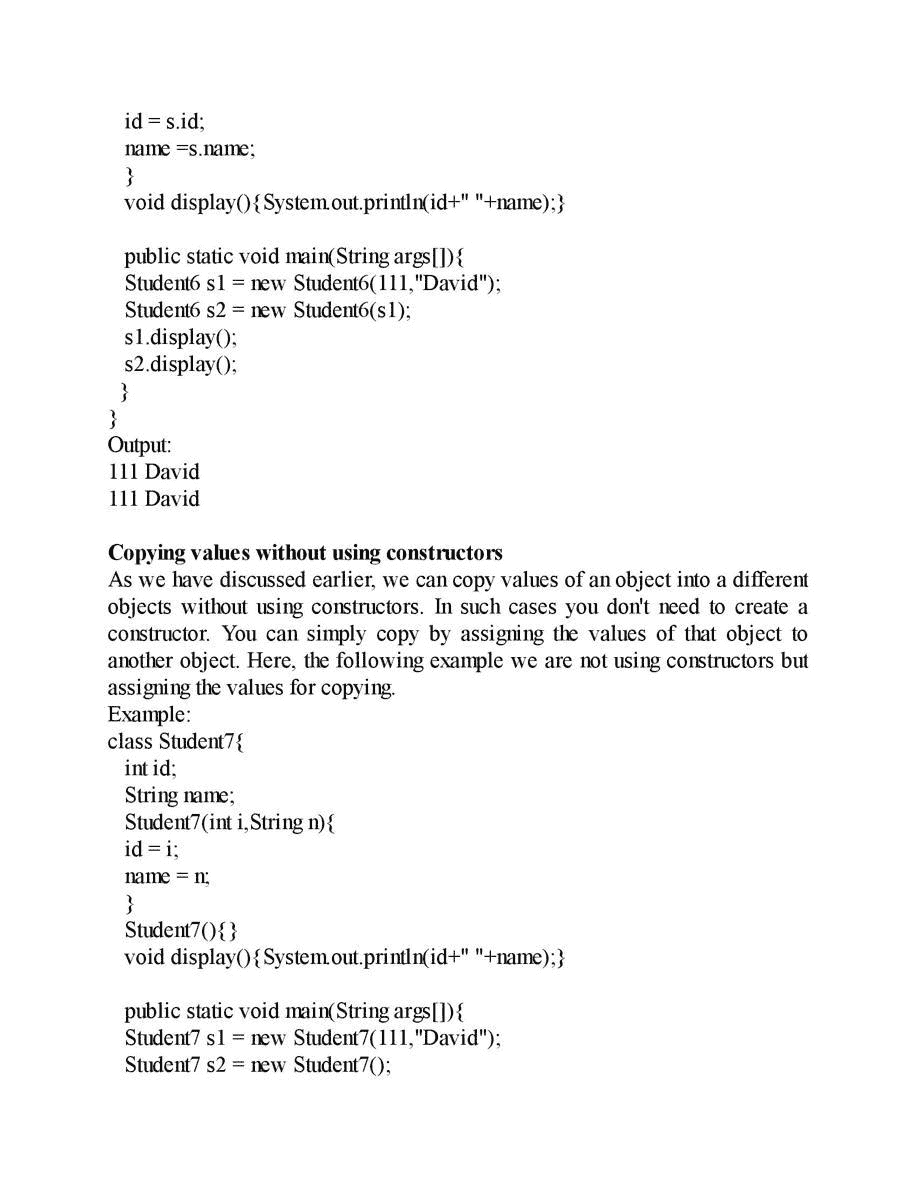 id = s.id;
name =s.name;
}
void display(){System.out.println(id+" "+name);}
public static void main(String args[]){
Student6 s1 = new Student6(111,"David");
Student6 s2 = new Student6(s1);
s1.display();
s2.display();
}
}
Output:
111 David
111 David
Copying values without using constructors
As we have discussed earlier, we can copy values of an object into a different
objects without using constructors. In such cases you don't need to create a
constructor. You can simply copy by assigning the values of that object to
another object. Here, the following example we are not using constructors but
assigning the values for copying.
Example:
class Student7{
int id;
String name;
Student7(int i,String n){
id = i;
name = n;
}
Student7(){}
void display(){System.out.println(id+" "+name);}
public static void main(String args[]){
Student7 s1 = new Student7(111,"David");
Student7 s2 = new Student7();